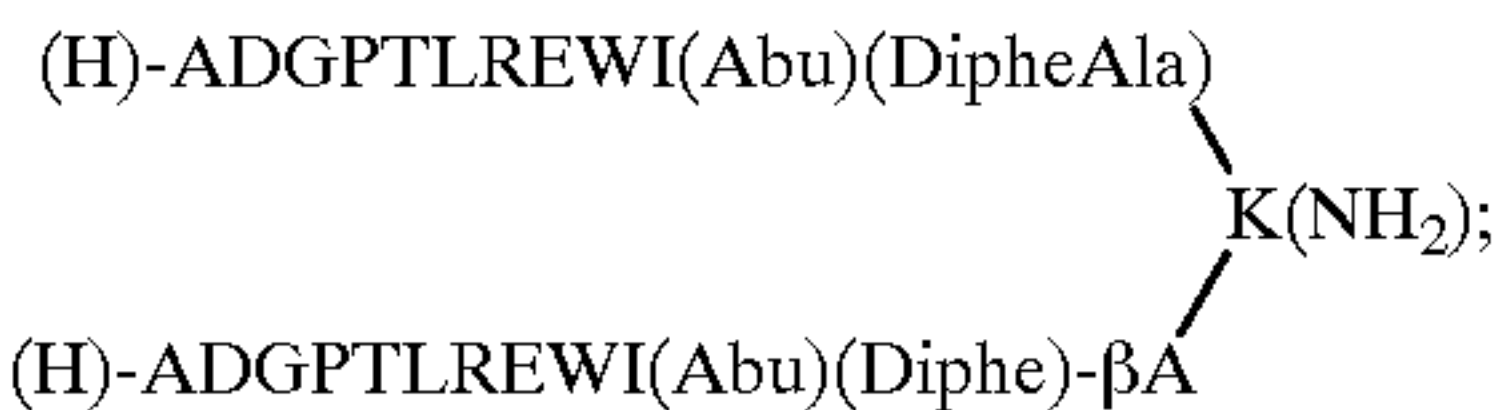 (H)-ADGPTLREWI(Abu)(DipheAla)
K(NH₂);
(H)-ADGPTLREWI(Abu)(Diphe)-βA